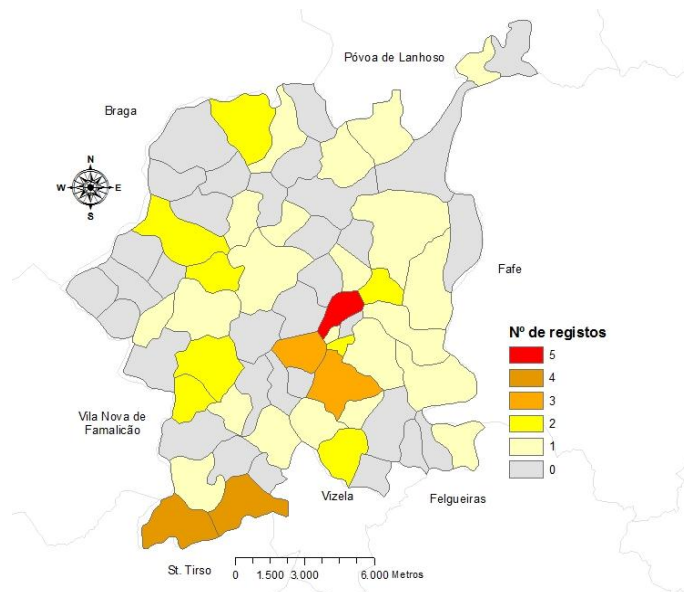 Póvoa de Lanhoso
Braga
N
W E
S
Fafe
Nº de registos
5
4
3
2
1
0
Vila Nova de
Famalicão
Vizela
Felgueiras
St. Tirso
0 1.500 3.000 6.000 Metros